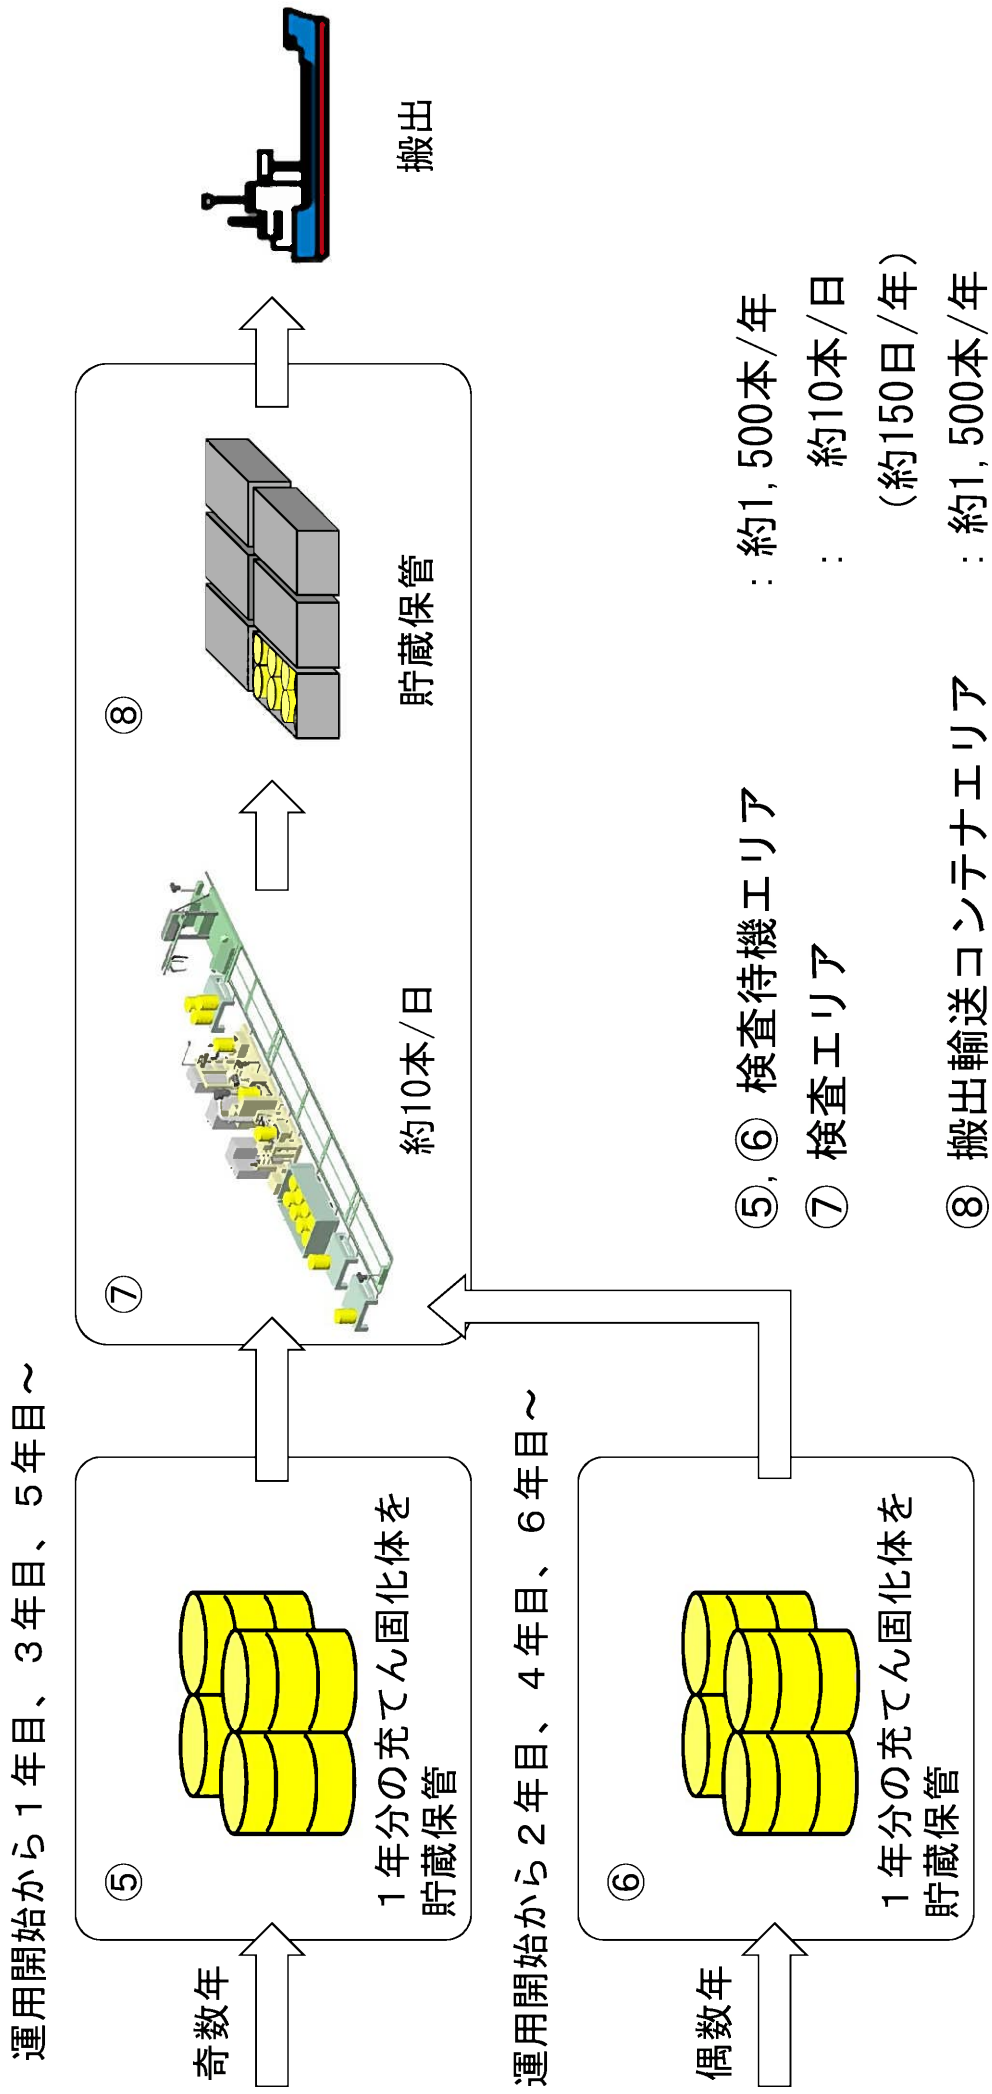 運用開始から１年目、３年目、５年目～
奇数年
⑤
１年分の充てん固化体を
貯蔵保管
⑦
約10本/日
⑧
貯蔵保管
搬出
運用開始から２年目、４年目、６年目～
偶数年
⑥
１年分の充てん固化体を
貯蔵保管
⑤, ⑥ 検査待機エリア : 約1,500本/年
⑦ 検査エリア : 約10本/日
(約150日/年)
⑧ 搬出輸送コンテナエリア : 約1,500本/年